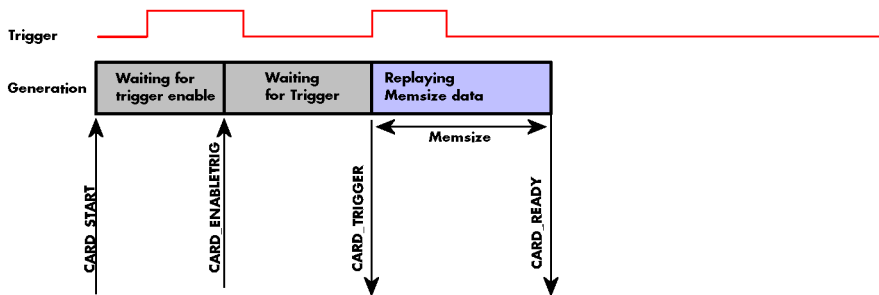 Trigger
Generation
Waiting for
trigger enable
Waiting
for Trigger
Replaying
Memsize data
Memsize
CARD_START
CARD_ENABLETRIG
CARD_TRIGGER
CARD_READY